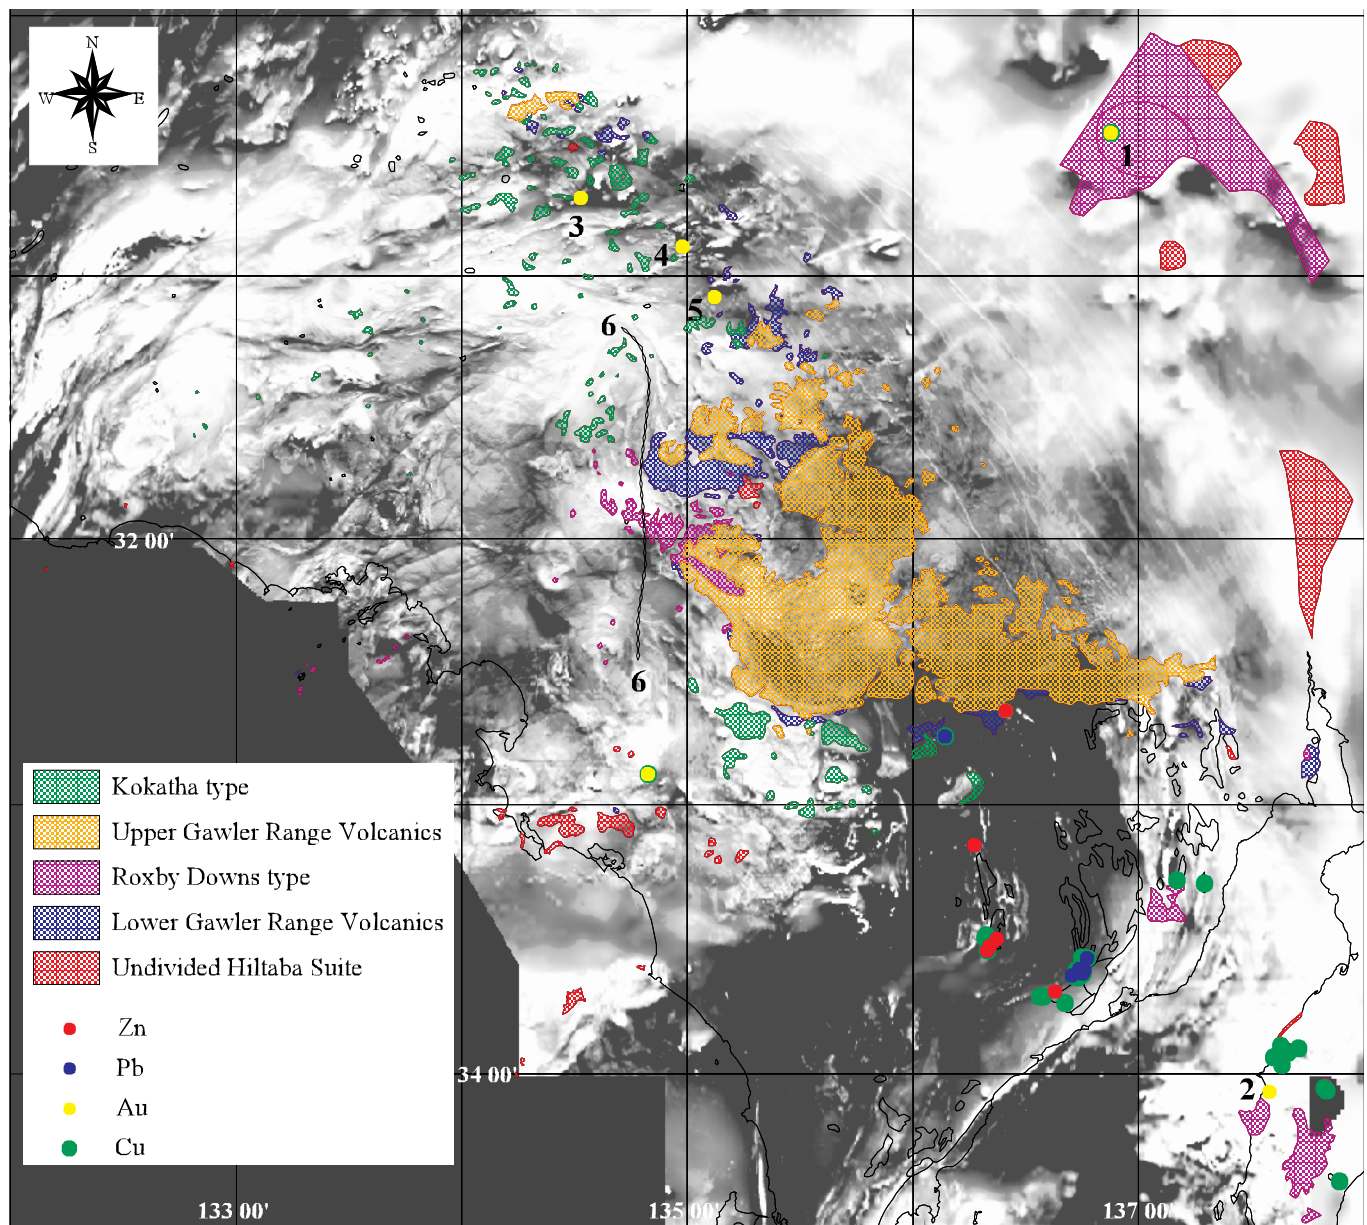 N
W E
S
1
3
4
5
6
32 00'
6
Kokatha type
Upper Gawler Range Volcanics
Roxby Downs type
Lower Gawler Range Volcanics
Undivided Hiltaba Suite
Zn
Pb
Au
Cu
34 00'
2
133 00'
135 00'
137 00'